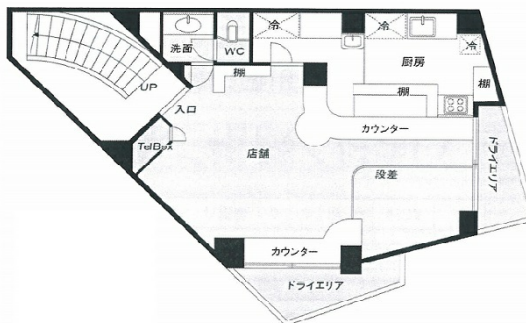 冷
冷
洗面
WC
冷
厨房
棚
棚
UP
棚
入口
カウンター
TelBox
店舗
ドライエリア
段差
カウンター
ドライエリア